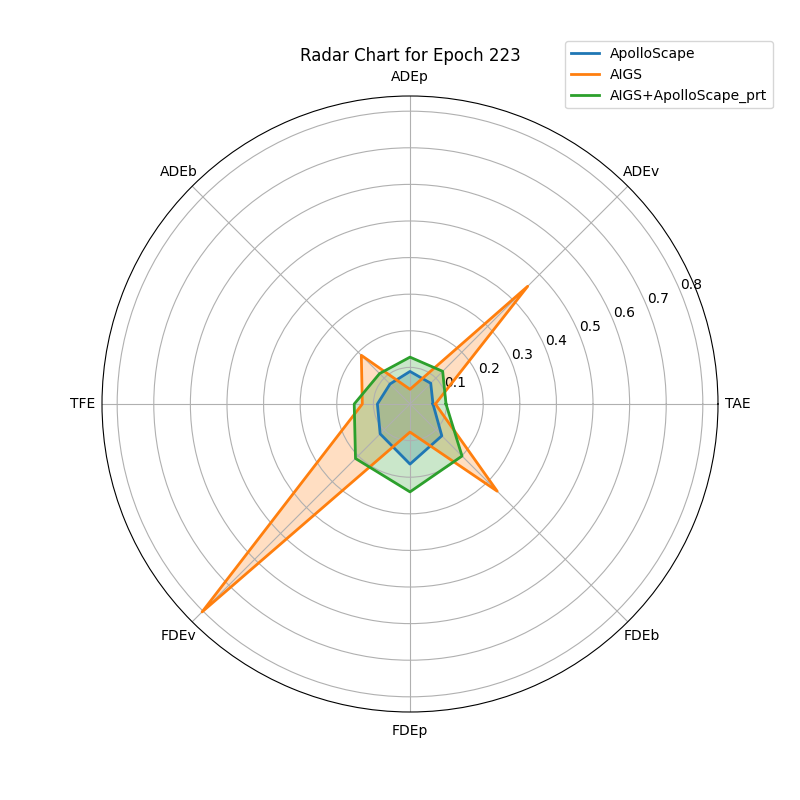 Radar Chart for Epoch 223
ApolloScape
AIGS
AIGS+ApolloScape_prt
ADEp
ADEb
ADEv
0.8
0.7
0.6
0.5
0.4
0.3
0.2
0.1
TFE
TAE
FDEv
FDEb
FDEp